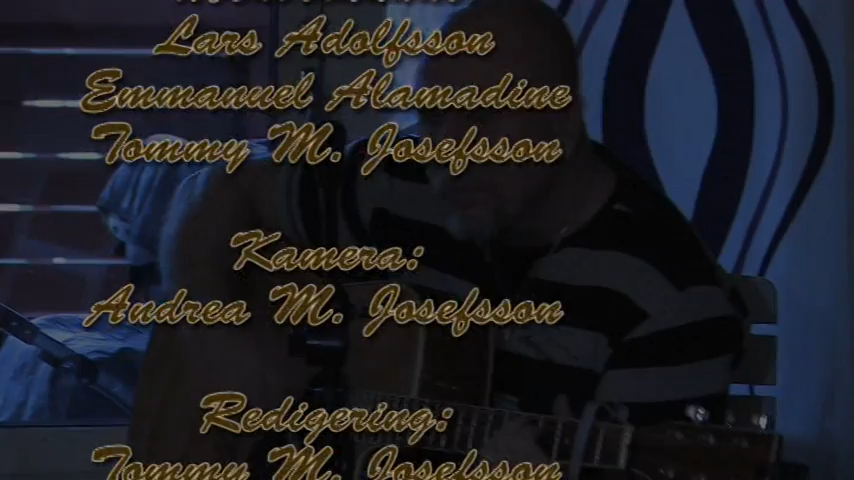 Lars Adolfsson
Emmanuel Alamadine
Tommy M. Josefsson
Kamera:
Andrea M. Josefsson
Redigering:
Tommy M. Josefsson